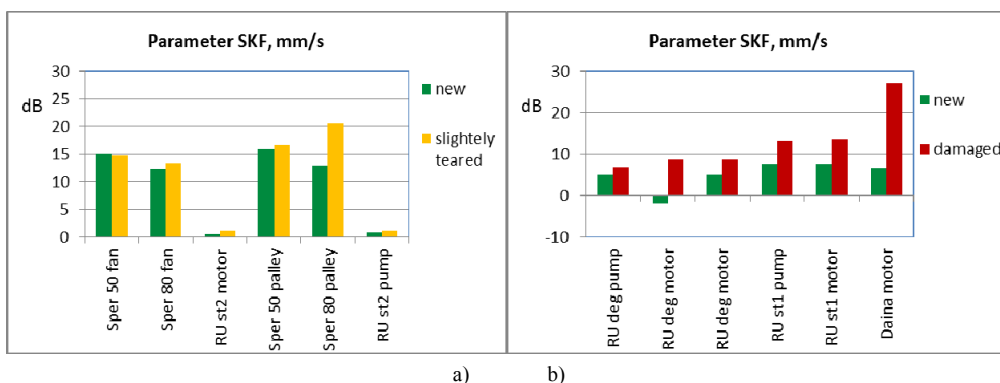 Parameter SKF, mm/s
30
25
20
15
10
5
0
dB
new
slightely
teared
Sper 50 fan
Sper 80 fan
RU st2 motor
Sper 50 palley
Sper 80 palley
RU st2 pump
Parameter SKF, mm/s
30
20
10
0
-10
dB
new
damaged
RU deg pump
RU deg motor
RU deg motor
RU st1 pump
RU st1 motor
Daina motor
a) b)